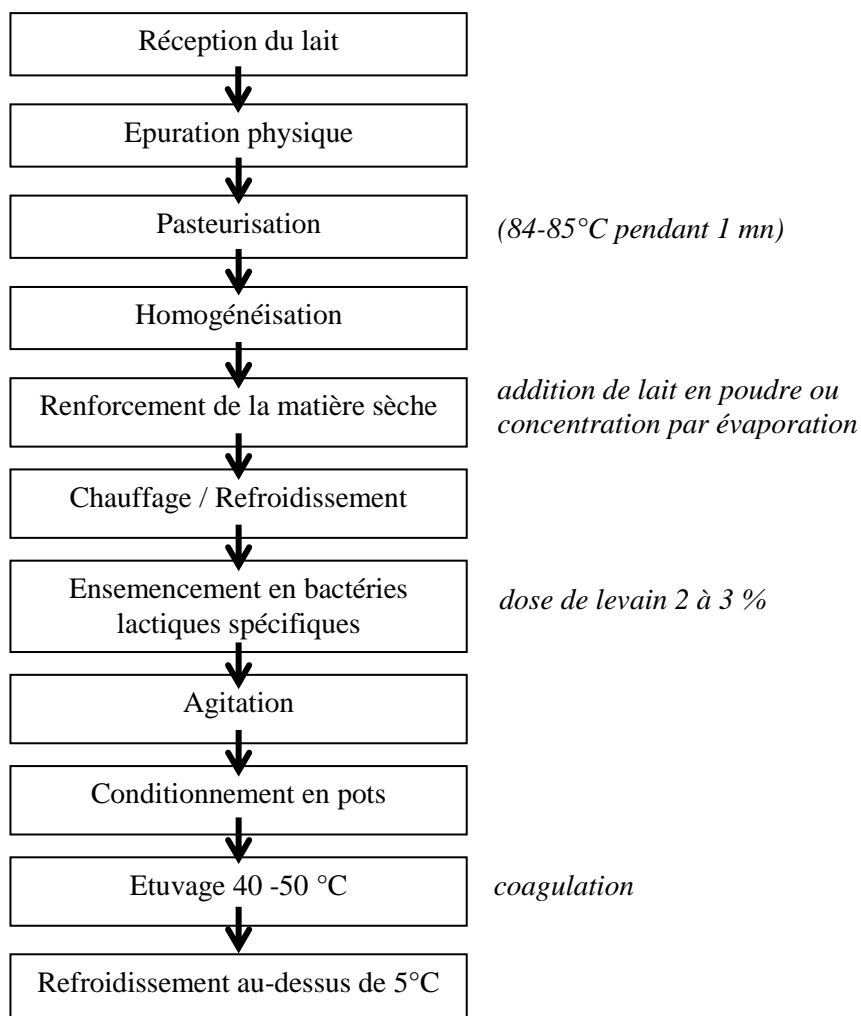 Réception du lait
Epuration physique
Pasteurisation
(84-85°C pendant 1 mn)
Homogénéisation
Renforcement de la matière sèche
addition de lait en poudre ou
concentration par évaporation
Chauffage / Refroidissement
Ensemencement en bactéries
lactiques spécifiques
dose de levain 2 à 3 %
Agitation
Conditionnement en pots
Etuvage 40 -50 °C
coagulation
Refroidissement au-dessus de 5°C